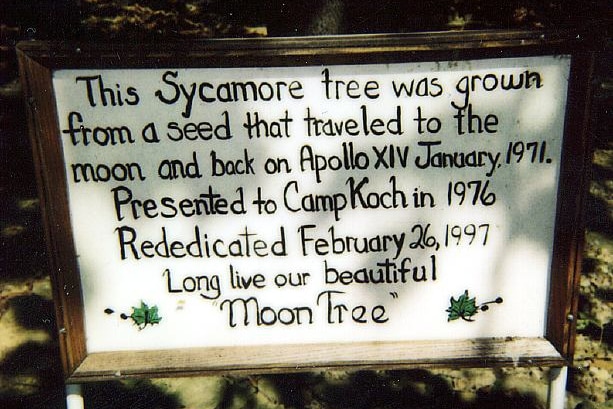 This Sycamore tree was grown
from a seed that traveled to the
moon and back on Apollo XIV January, 1971.
Presented to Camp Koch in 1976
Rededicated February 26, 1997
Long live our beautiful
"Moon Tree"